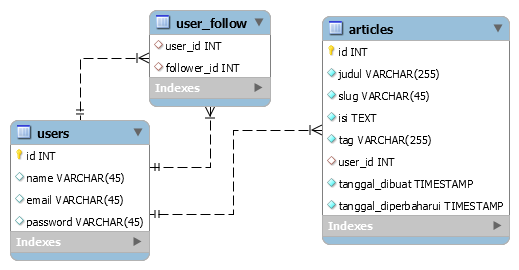 user_follow
user_id INT
follower_id INT
Indexes
users
id INT
name VARCHAR(45)
email VARCHAR(45)
password VARCHAR(45)
Indexes
articles
id INT
judul VARCHAR(255)
slug VARCHAR(45)
isi TEXT
tag VARCHAR(255)
user_id INT
tanggal_dibuat TIMESTAMP
tanggal_diperbaharui TIMESTAMP
Indexes